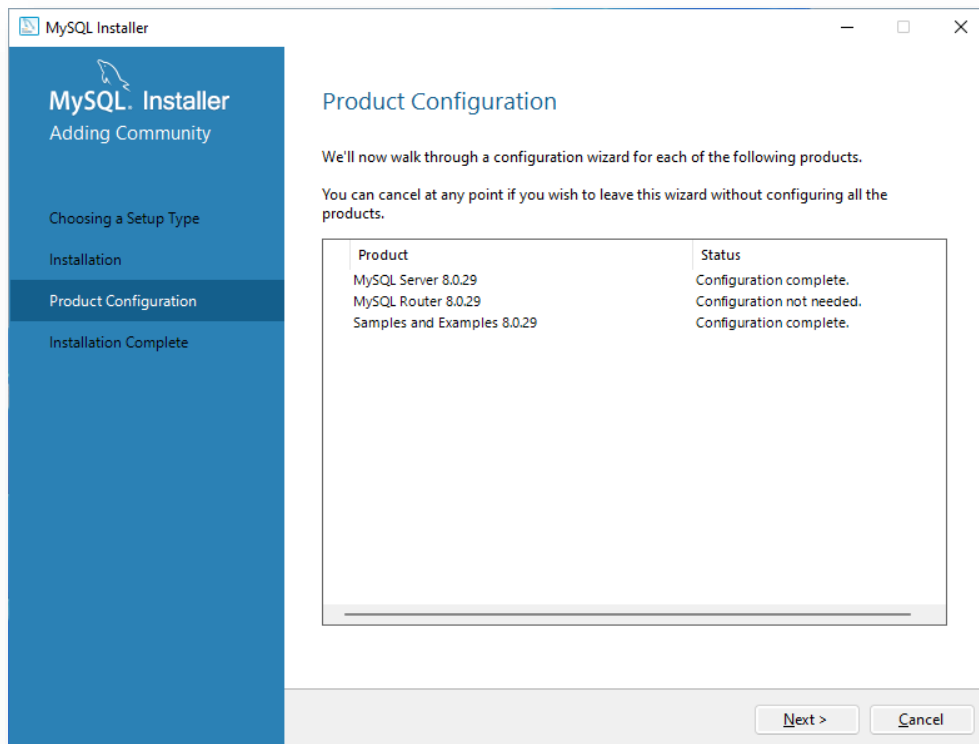 MySQL Installer
MySQL. Installer
Adding Community
Choosing a Setup Type
Installation
Product Configuration
Installation Complete
Product Configuration
We'll now walk through a configuration wizard for each of the following products.
You can cancel at any point if you wish to leave this wizard without configuring all the
products.
Product Status
MySQL Server 8.0.29 Configuration complete.
MySQL Router 8.0.29 Configuration not needed.
Samples and Examples 8.0.29 Configuration complete.
Next > Cancel